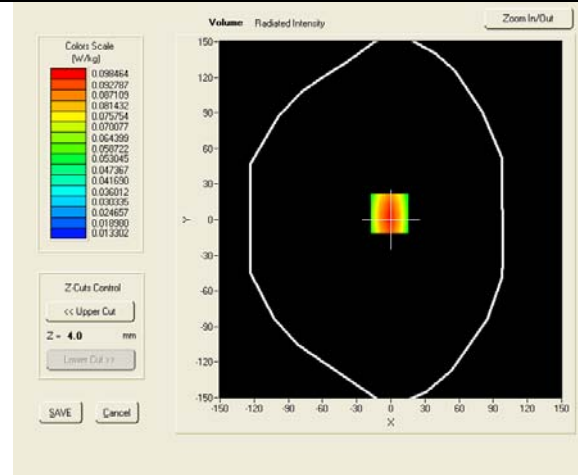 Volume Radiated Intensity
Zoom In/Out
Colors Scale
(W/kg)
0.098464
0.092787
0.087109
0.081432
0.075754
0.070077
0.064399
0.058722
0.053045
0.047367
0.041690
0.036012
0.030335
0.024657
0.018980
0.013302
Z-Cuts Control
<< Upper Cut
Z = 4.0 mm
Lower Cut >>
SAVE Cancel
150-
120-
90-
60-
30-
Y 0-
-30-
-60-
-90-
-120-
-150-
-150 -120 -90 -60 -30 0 30 60 90 120 150
X